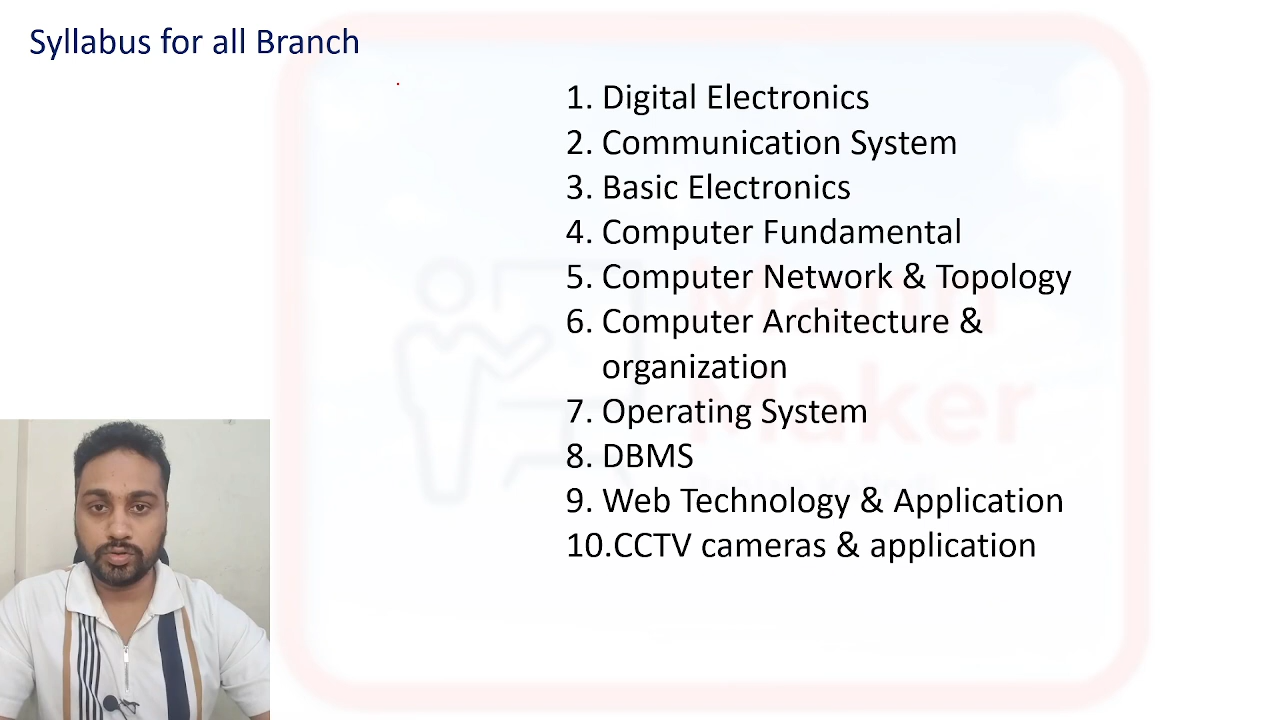 Syllabus for all Branch
1. Digital Electronics
2. Communication System
3. Basic Electronics
4. Computer Fundamental
5. Computer Network & Topology
6. Computer Architecture &
organization
7. Operating System
8. DBMS
9. Web Technology & Application
10.CCTV cameras & application
Maker